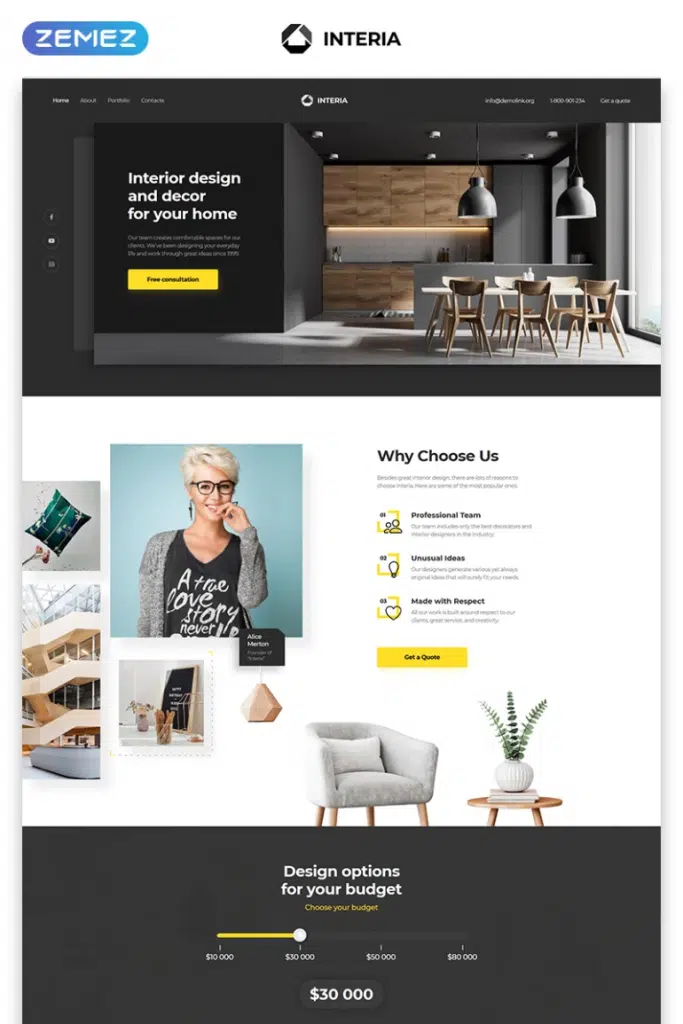 ZEMEZ
INTERIA
Home About Portfolio Contacts
INTERIA
info@demolink.org 1-800-901-234 Get a quote
Interior design
and decor
for your home
Our team creates comfortable spaces for our
clients. We've been designing your everyday
life and work through great ideas since 1999.
Free consultation
Why Choose Us
Besides great interior design, there are lots of reasons to
choose Interia. Here are some of the most popular ones.
01
Professional Team
Our team includes only the best decorators and
interior designers in the industry.
02
Unusual Ideas
Our designers generate various yet always
original ideas that will surely fit your needs.
03
Made with Respect
All our work is built around respect to our
clients, great service, and creativity.
Get a Quote
A true
love
story
never
Alice
Merton
Founder of
"Interia"
Design options
for your budget
Choose your budget
$10 000 $30 000 $50 000 $80 000
$30 000